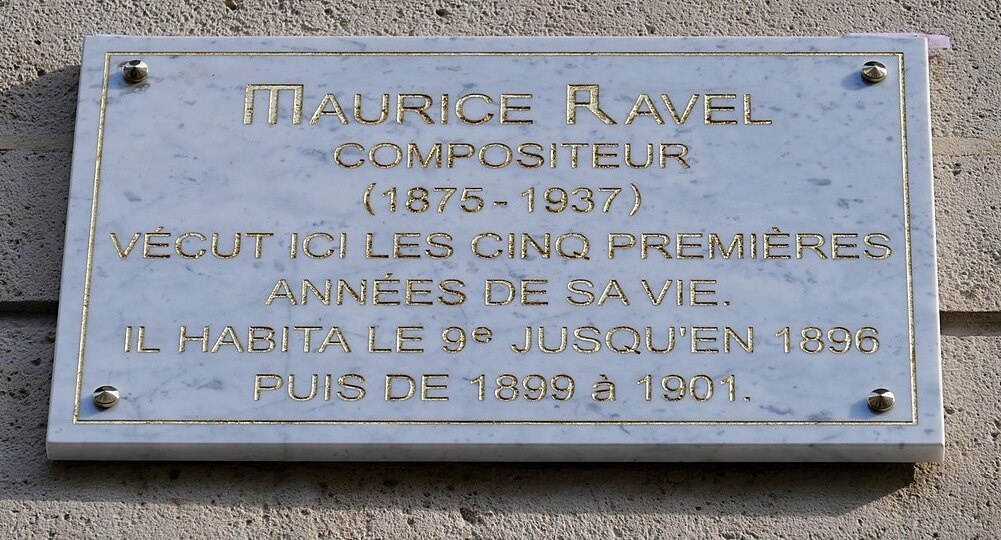 MAURICE RAVEL
COMPOSITEUR
(1875-1937)
VÉCUT ICI LES CINQ PREMIÈRES
ANNÉES DE SA VIE.
IL HABITA LE 9e JUSQU'EN 1896
PUIS DE 1899 à 1901.